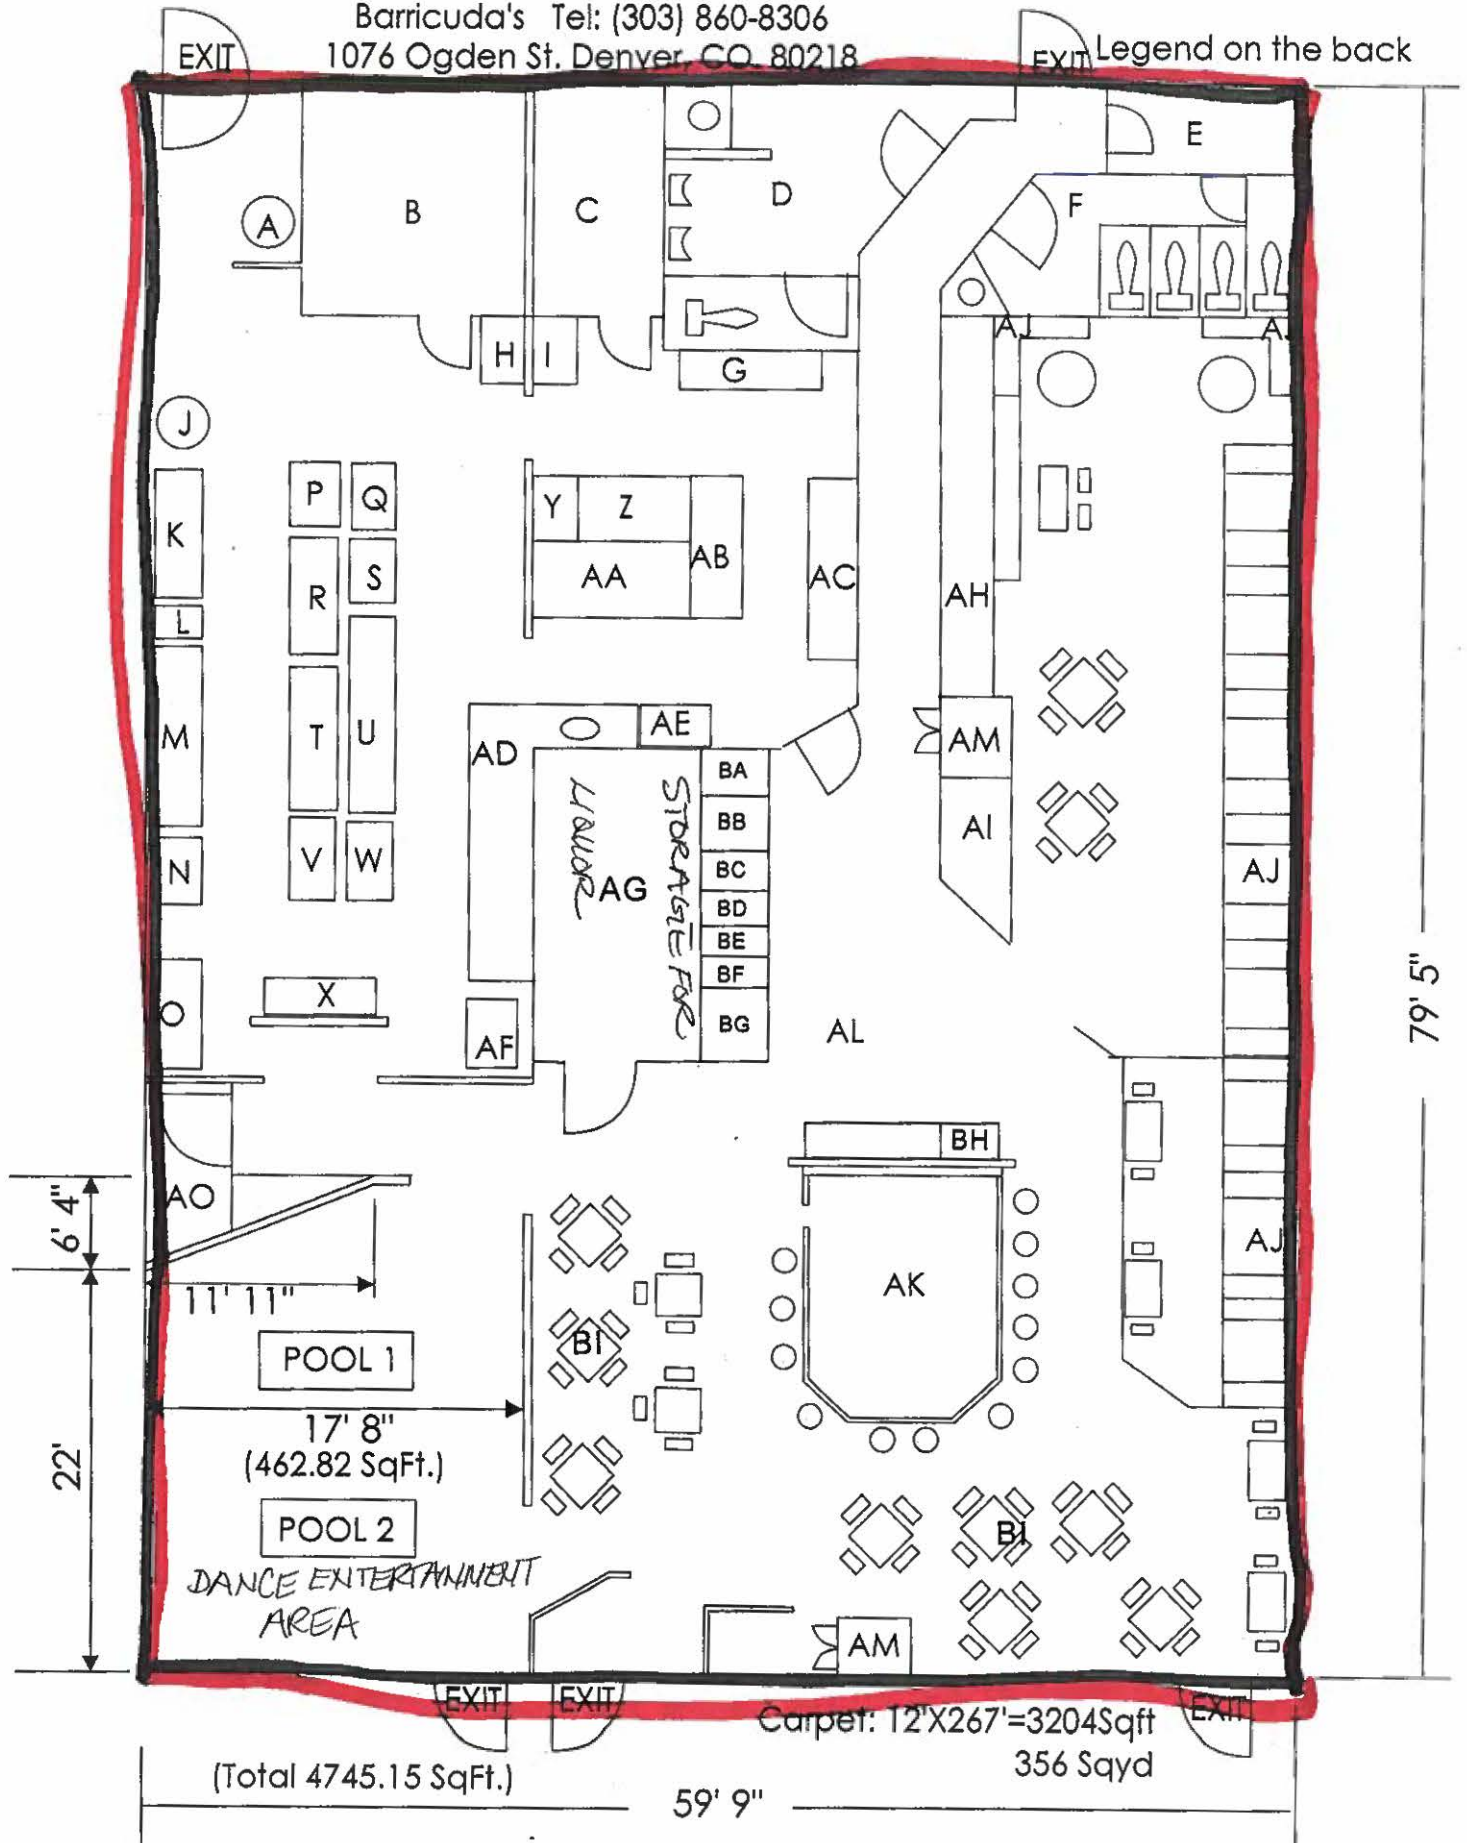 Barricuda's Tel: (303) 860-8306
1076 Ogden St. Denver, CO. 80218
Legend on the back
EXIT
EXIT
A
B
C
D
E
F
G
H
I
J
AJ
AJ
K
L
M
N
O
P
Q
R
S
T
U
V
W
X
Y
Z
AA
AB
AC
AD
AE
AF
AG
LIQUOR
STORAGE FOR
AH
AM
AI
AJ
BA
BB
BC
BD
BE
BF
BG
AL
79' 5"
BH
AO
6' 4"
11' 11"
AK
AJ
POOL 1
BI
17' 8"
(462.82 SqFt.)
22'
POOL 2
BI
DANCE ENTERTAINMENT
AREA
AM
EXIT
EXIT
EXIT
Carpet: 12'X267'=3204Sqft
356 Sqyd
(Total 4745.15 SqFt.)
59' 9"